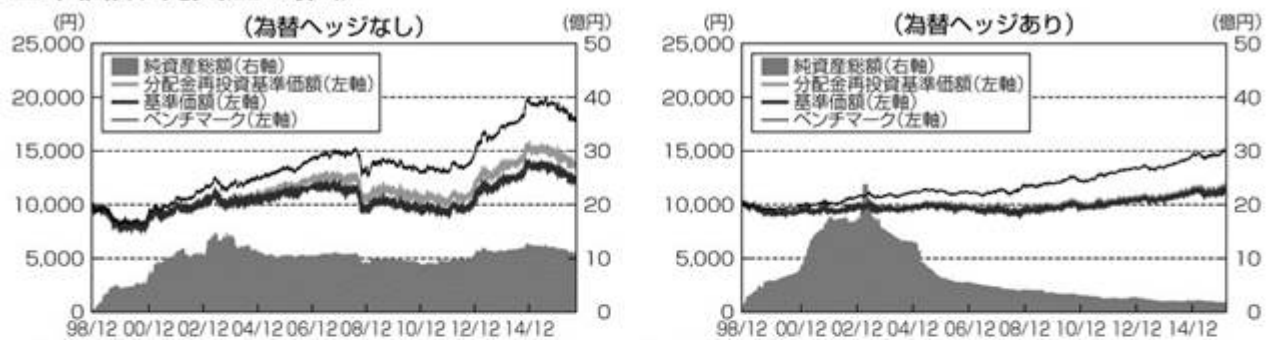 (為替ヘッジなし)
(円)
(億円)
25,000
20,000
15,000
10,000
5,000
0
50
40
30
20
10
0
純資産総額(右軸)
分配金再投資基準価額(左軸)
基準価額(左軸)
ベンチマーク(左軸)
98/12 00/12 02/12 04/12 06/12 08/12 10/12 12/12 14/12
(為替ヘッジあり)
(円)
(億円)
25,000
20,000
15,000
10,000
5,000
0
50
40
30
20
10
0
純資産総額(右軸)
分配金再投資基準価額(左軸)
基準価額(左軸)
ベンチマーク(左軸)
98/12 00/12 02/12 04/12 06/12 08/12 10/12 12/12 14/12